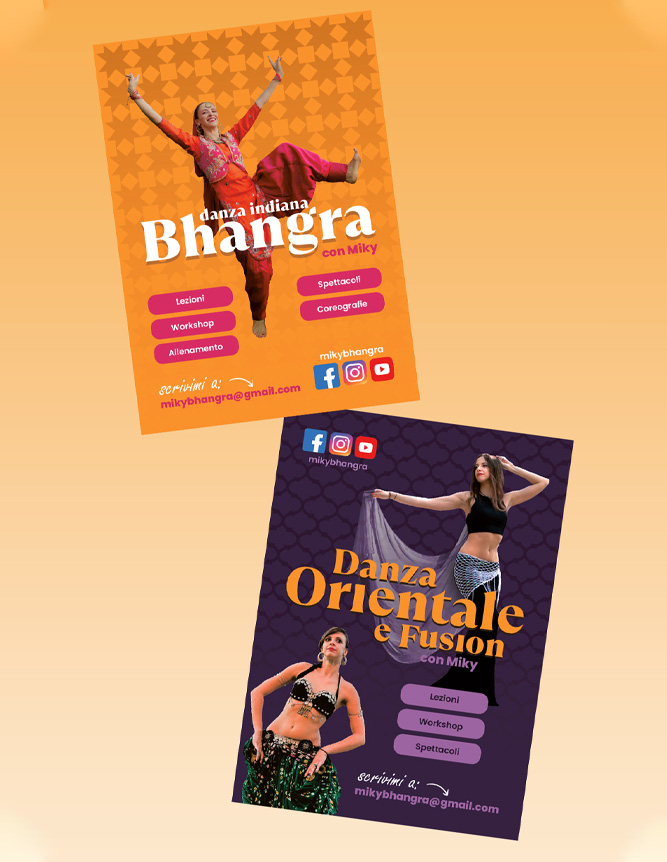 danza indiana
Bhangra
con Miky
Lezioni
Workshop
Allenamento
Spettacoli
Coreografie
scrivimi a:
mikybhangra@gmail.com
mikybhangra
mikybhangra
Danza
Orientale
e Fusion
con Miky
Lezioni
Workshop
Spettacoli
scrivimi a:
mikybhangra@gmail.com